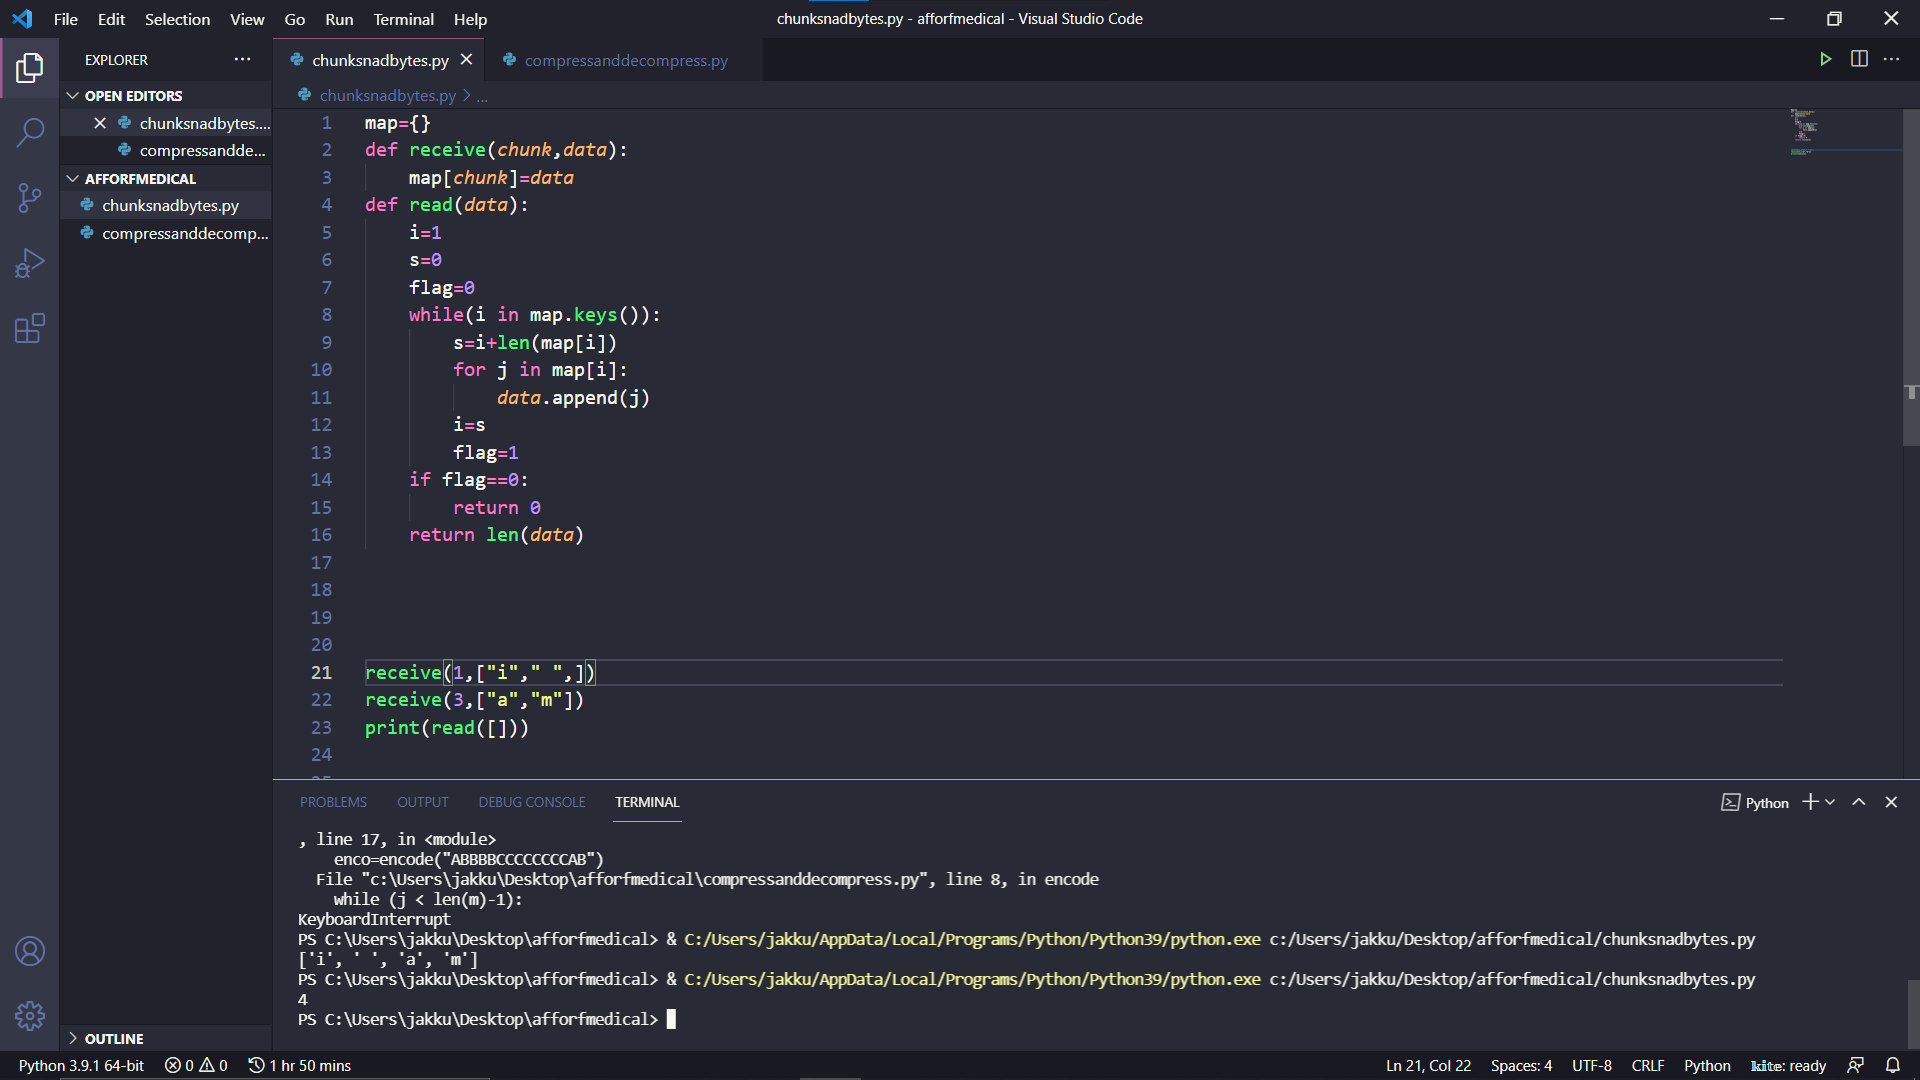 File Edit Selection View Go Run Terminal Help
chunksnadbytes.py - afforfmedical - Visual Studio Code
EXPLORER
chunksnadbytes.py
compressanddecompress.py
OPEN EDITORS
chunksnadbytes....
compressandde...
AFFORFMEDICAL
chunksnadbytes.py
compressanddecomp...
OUTLINE
chunksnadbytes.py > ...
1 map={}
2 def receive(chunk,data):
3     map[chunk]=data
4 def read(data):
5     i=1
6     s=0
7     flag=0
8     while(i in map.keys()):
9         s=i+len(map[i])
10         for j in map[i]:
11             data.append(j)
12         i=s
13         flag=1
14     if flag==0:
15         return 0
16     return len(data)
17
18
19
20
21 receive(1,["i"," ",])
22 receive(3,["a","m"])
23 print(read([]))
24
PROBLEMS OUTPUT DEBUG CONSOLE TERMINAL
Python
, line 17, in <module>
    enco=encode("ABBBBCCCCCCCCAB")
  File "c:\Users\jakku\Desktop\afforfmedical\compressanddecompress.py", line 8, in encode
    while (j < len(m)-1):
KeyboardInterrupt
PS C:\Users\jakku\Desktop\afforfmedical> & C:/Users/jakku/AppData/Local/Programs/Python/Python39/python.exe c:/Users/jakku/Desktop/afforfmedical/chunksnadbytes.py
['i', ' ', 'a', 'm']
PS C:\Users\jakku\Desktop\afforfmedical> & C:/Users/jakku/AppData/Local/Programs/Python/Python39/python.exe c:/Users/jakku/Desktop/afforfmedical/chunksnadbytes.py
4
PS C:\Users\jakku\Desktop\afforfmedical>
Python 3.9.1 64-bit 0 0 1 hr 50 mins
Ln 21, Col 22 Spaces: 4 UTF-8 CRLF Python kite: ready